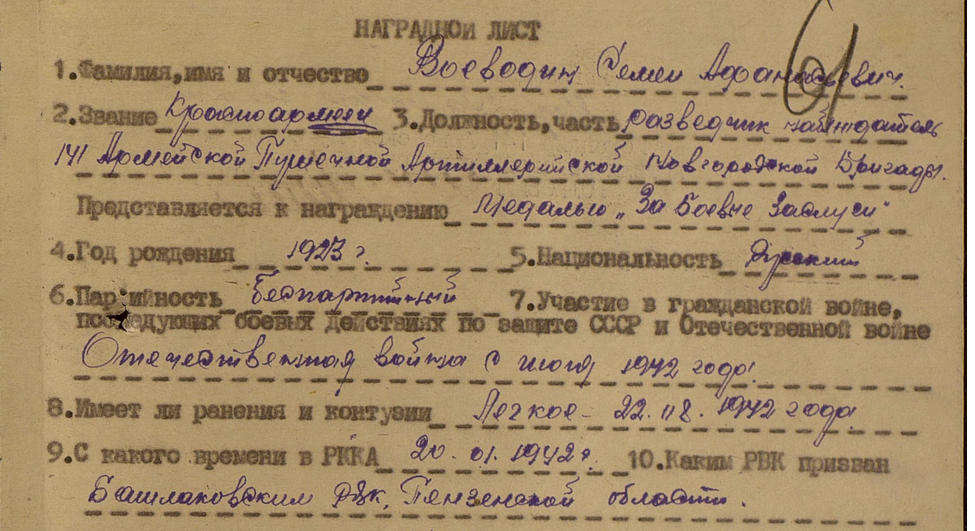 61
НАГРАДНОЙ ЛИСТ
1.Фамилия,имя и отчество Воеводин Семен Афанасьевич.
2.Звание Красноармеец 3.Должность,часть разведчик наблюдатель
141 Армейской Пушечной Артиллерийской Новгородской Бригады.
Представляется к награждению Медалью „За Боевые Заслуги"
4.Год рождения 1923 г. 5.Национальность Русский
6.Партийность Беспартийный 7.Участие в гражданской войне,
последующих боевых действиях по защите СССР и Отечественной войне
Отечественная война с июля 1942 года.
8.Имеет ли ранения и контузии Легкое - 22. 1942 года
9.С какого времени в РККА 20.01.1942г. 10.Каким РВК призван
Башмаковским РВК, Пензенской области.